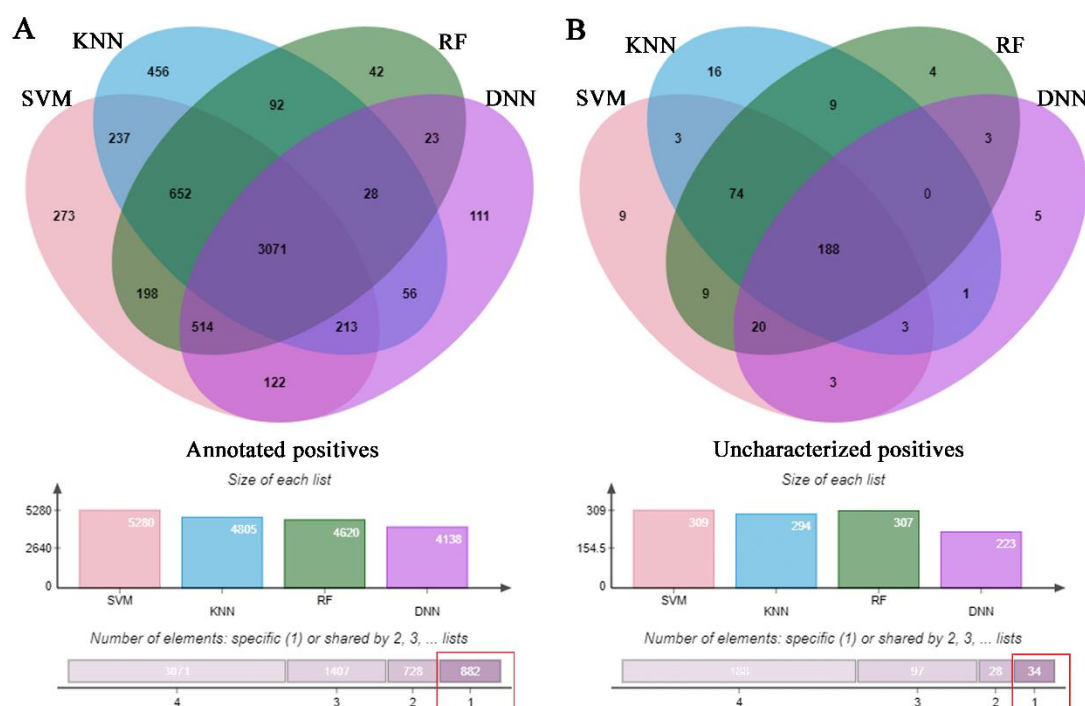 A
KNN
RF
SVM
DNN
456
42
92
237
23
652
28
273
111
3071
198
56
514
213
122
Annotated positives
Size of each list
5280
2640
0
5280
4805
4620
4138
SVM
KNN
RF
DNN
Number of elements: specific (1) or shared by 2, 3, ... lists
3071
1407
728
882
4
3
2
1
B
KNN
RF
SVM
DNN
16
4
9
3
3
74
0
9
5
188
9
1
20
3
3
Uncharacterized positives
Size of each list
309
154.5
0
309
294
307
223
SVM
KNN
RF
DNN
Number of elements: specific (1) or shared by 2, 3, ... lists
188
97
28
34
4
3
2
1